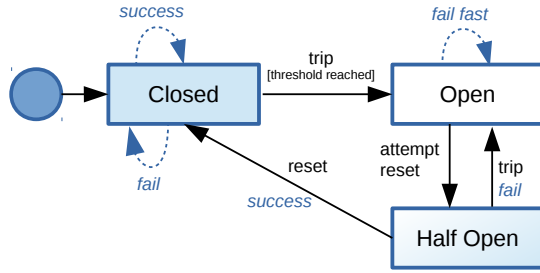 success
fail fast
trip
[threshold reached]
Closed
Open
fail
reset
success
attempt
reset
trip
fail
Half Open